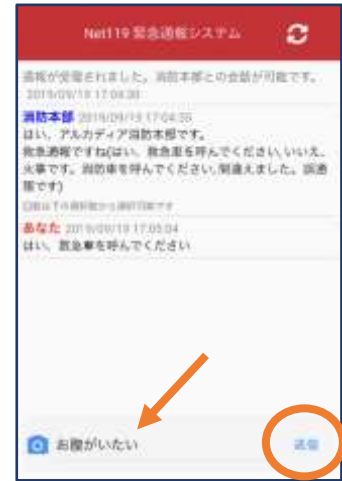 Net119 緊急通報システム
通報が受理されました。消防本部との会話が可能です。
2019/09/19 17:04:30
消防本部 2019/09/19 17:04:35
はい、アルカディア消防本部です。
救急通報ですね(はい、救急車を呼んでください,いいえ、
火事です。消防車を呼んでください,間違えました。誤通
報です)
あなた 2019/09/19 17:05:04
はい、救急車を呼んでください
お腹がいたい
送信